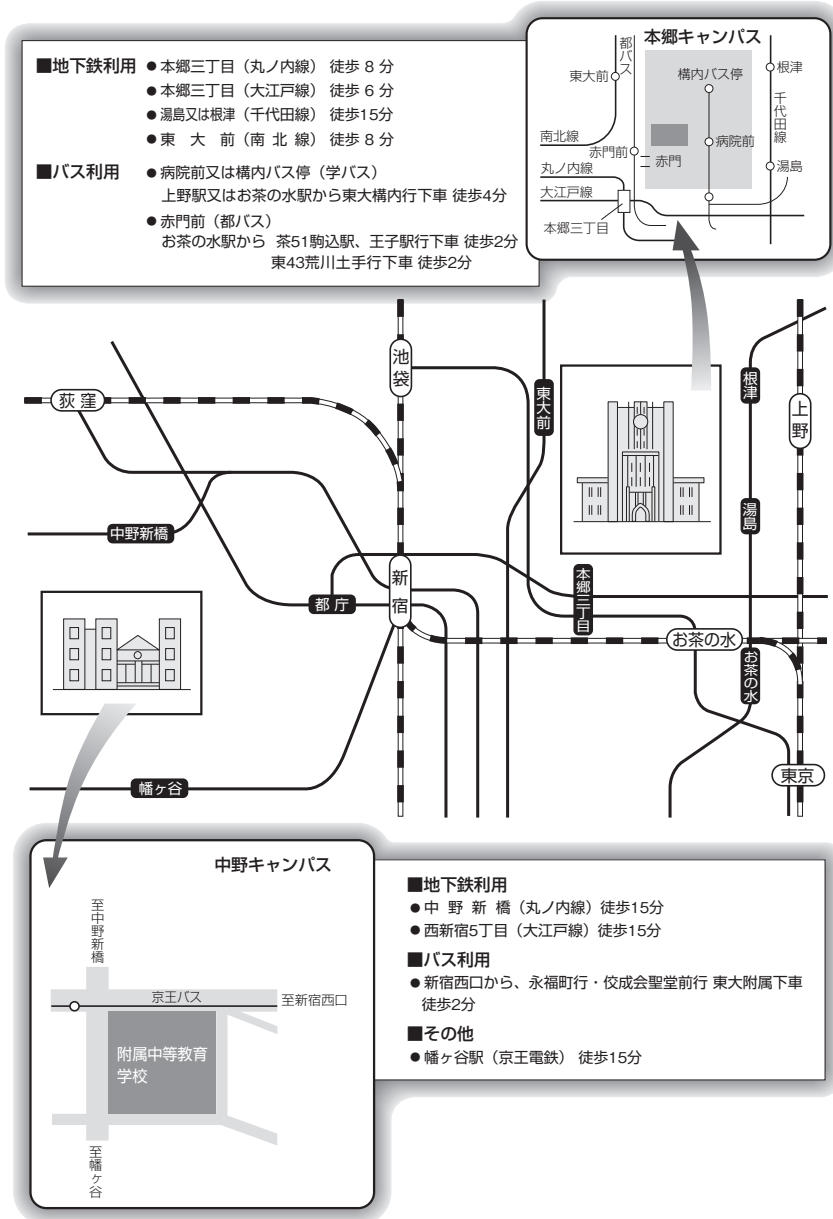 ■地下鉄利用 ●本郷三丁目（丸ノ内線） 徒歩 8 分
●本郷三丁目（大江戸線） 徒歩 6 分
●湯島又は根津（千代田線） 徒歩15分
●東 大 前（南 北 線） 徒歩 8 分
■バス利用 ●病院前又は構内バス停（学バス）
上野駅又はお茶の水駅から東大構内行下車 徒歩4分
●赤門前（都バス）
お茶の水駅から 茶51駒込駅、王子駅行下車 徒歩2分
東43荒川土手行下車 徒歩2分
本郷キャンパス
都バス
東大前
構内バス停
根津
千代田線
南北線
赤門前
赤門
病院前
湯島
丸ノ内線
大江戸線
本郷三丁目
池袋
荻窪
東大前
根津
上野
中野新橋
湯島
新宿
都庁
本郷三丁目
お茶の水
お茶の水
幡ヶ谷
東京
中野キャンパス
至中野新橋
京王バス
至新宿西口
附属中等教育
学校
至幡ヶ谷
■地下鉄利用
●中 野 新 橋（丸ノ内線）徒歩15分
●西新宿5丁目（大江戸線）徒歩15分
■バス利用
●新宿西口から、永福町行・佼成会聖堂前行 東大附属下車
徒歩2分
■その他
●幡ヶ谷駅（京王電鉄） 徒歩15分